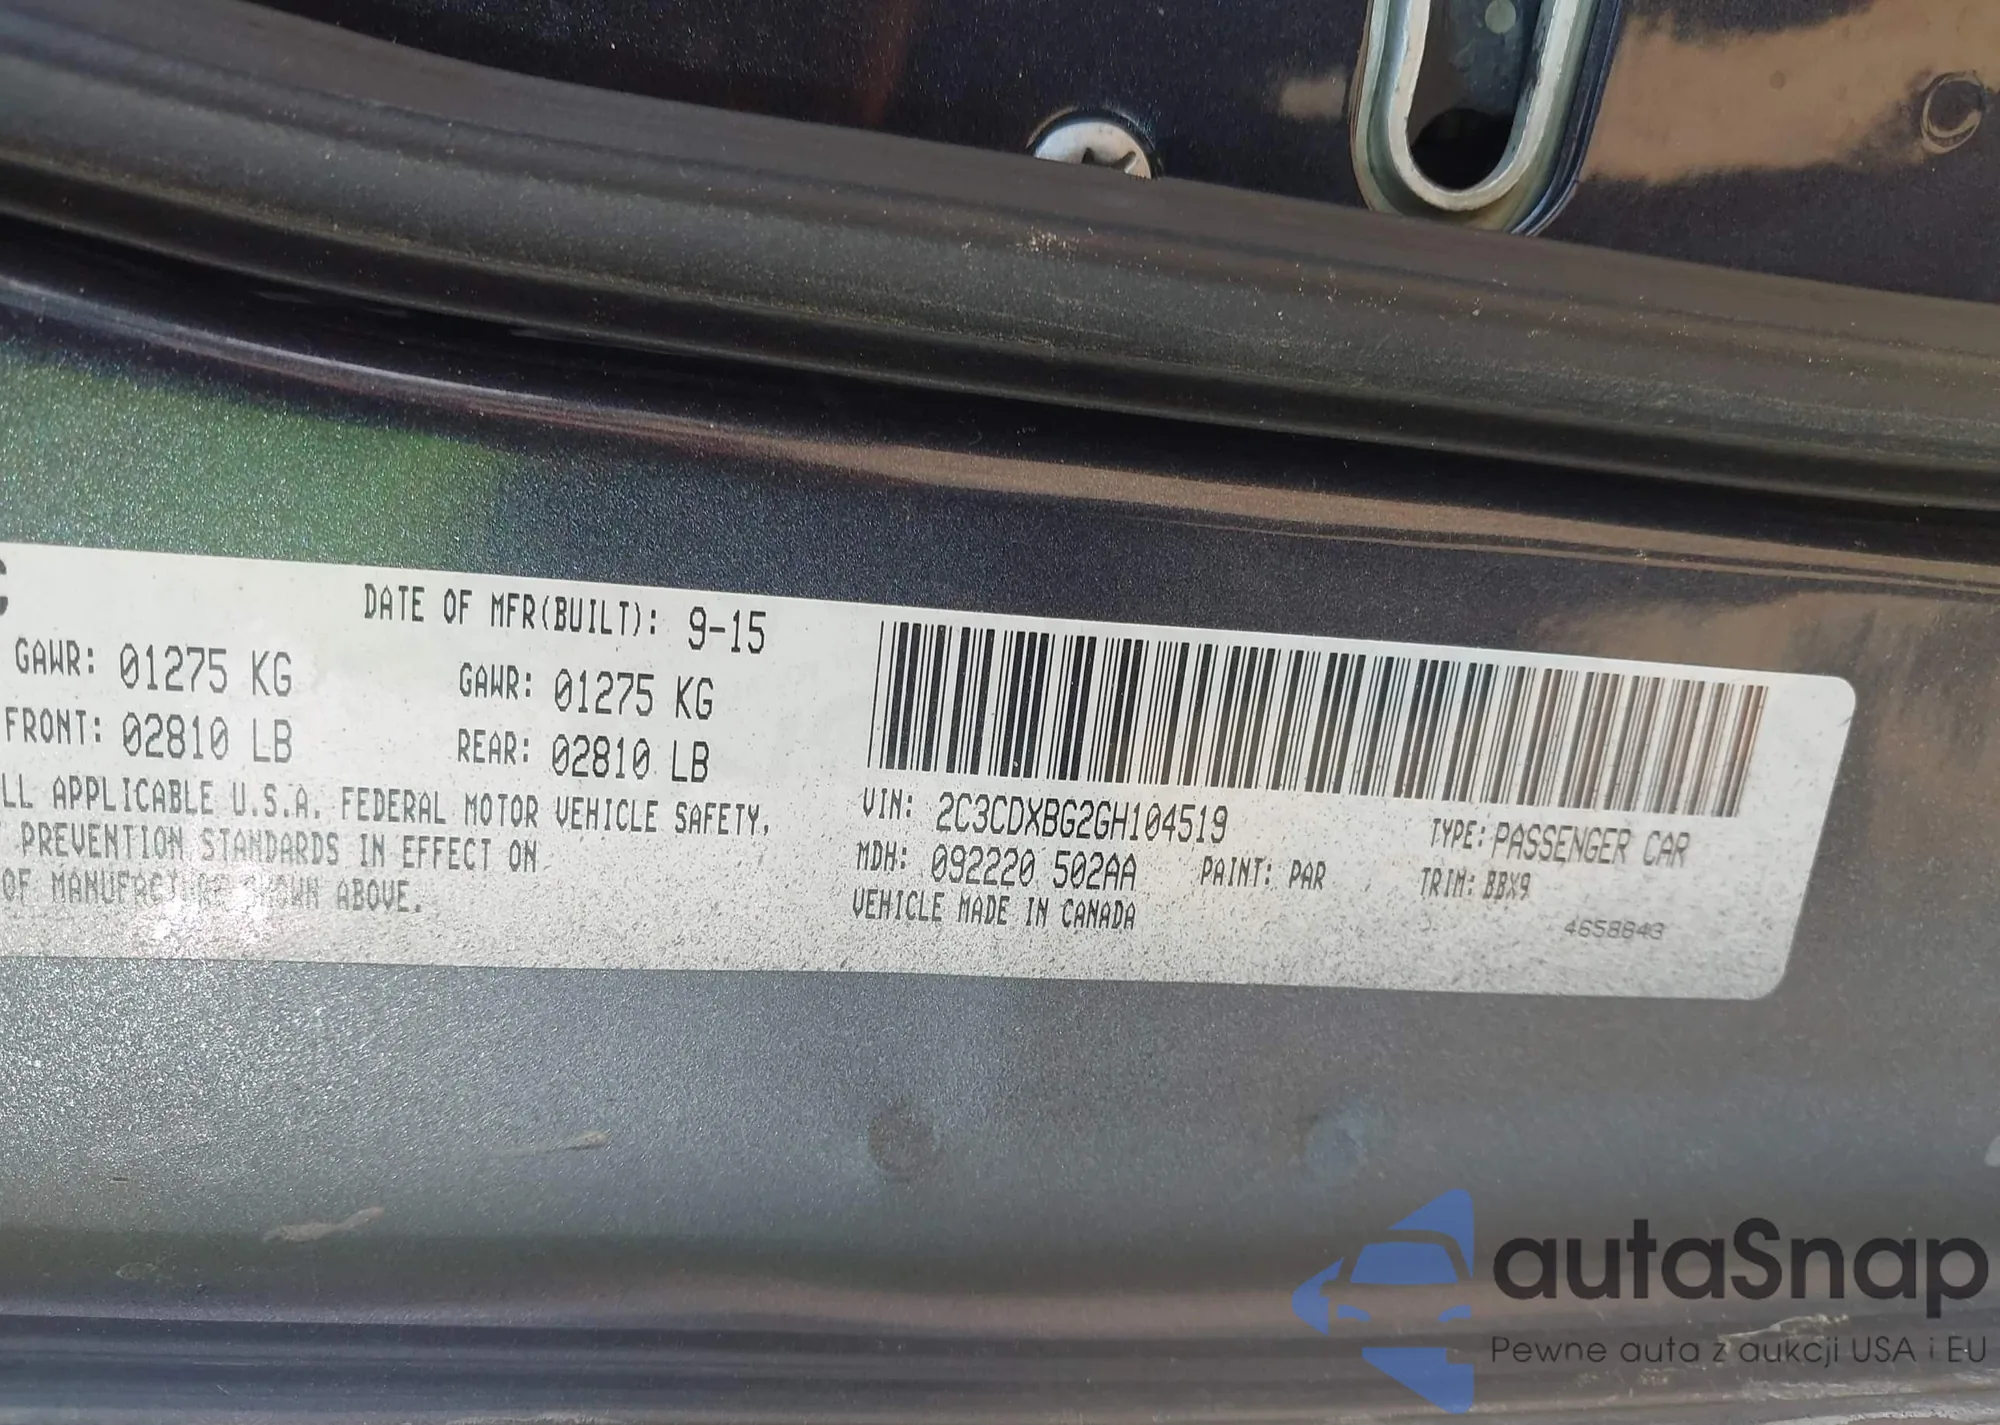 DATE OF MFR(BUILT): 9-15
GAWR: 01275 KG GAWR: 01275 KG
FRONT: 02810 LB REAR: 02810 LB
LL APPLICABLE U.S.A. FEDERAL MOTOR VEHICLE SAFETY,
PREVENTION STANDARDS IN EFFECT ON
OF MANUFACTURE SHOWN ABOVE.
VIN: 2C3CDXBG2GH104519 TYPE: PASSENGER CAR
MDH: 092220 502AA PAINT: PAR TRIM: BBX9
VEHICLE MADE IN CANADA
4658843
autaSnap
Pewne auta z aukcji USA i EU